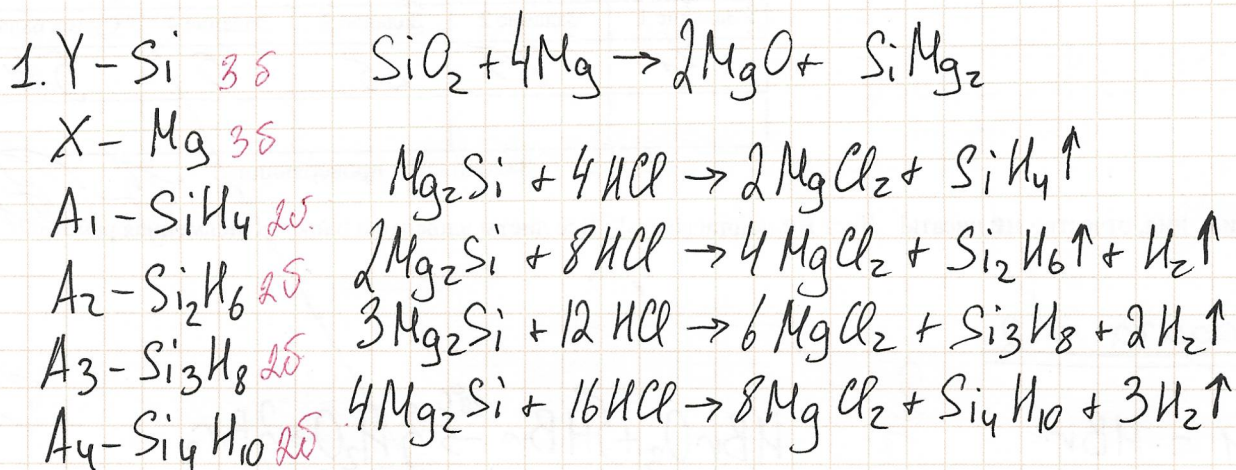 1. Y – Si 3б SiO₂ + 4Mg → 2MgO + SiMg₂
X – Mg 3б
Mg₂Si + 4HCl → 2MgCl₂ + SiH₄↑
A₁ – SiH₄ 2б.
2Mg₂Si + 8HCl → 4MgCl₂ + Si₂H₆↑ + H₂↑
A₂ – Si₂H₆ 2б
3Mg₂Si + 12HCl → 6MgCl₂ + Si₃H₈ + 2H₂↑
A₃ – Si₃H₈ 2б
4Mg₂Si + 16HCl → 8MgCl₂ + Si₄H₁₀ + 3H₂↑
A₄ – Si₄H₁₀ 2б